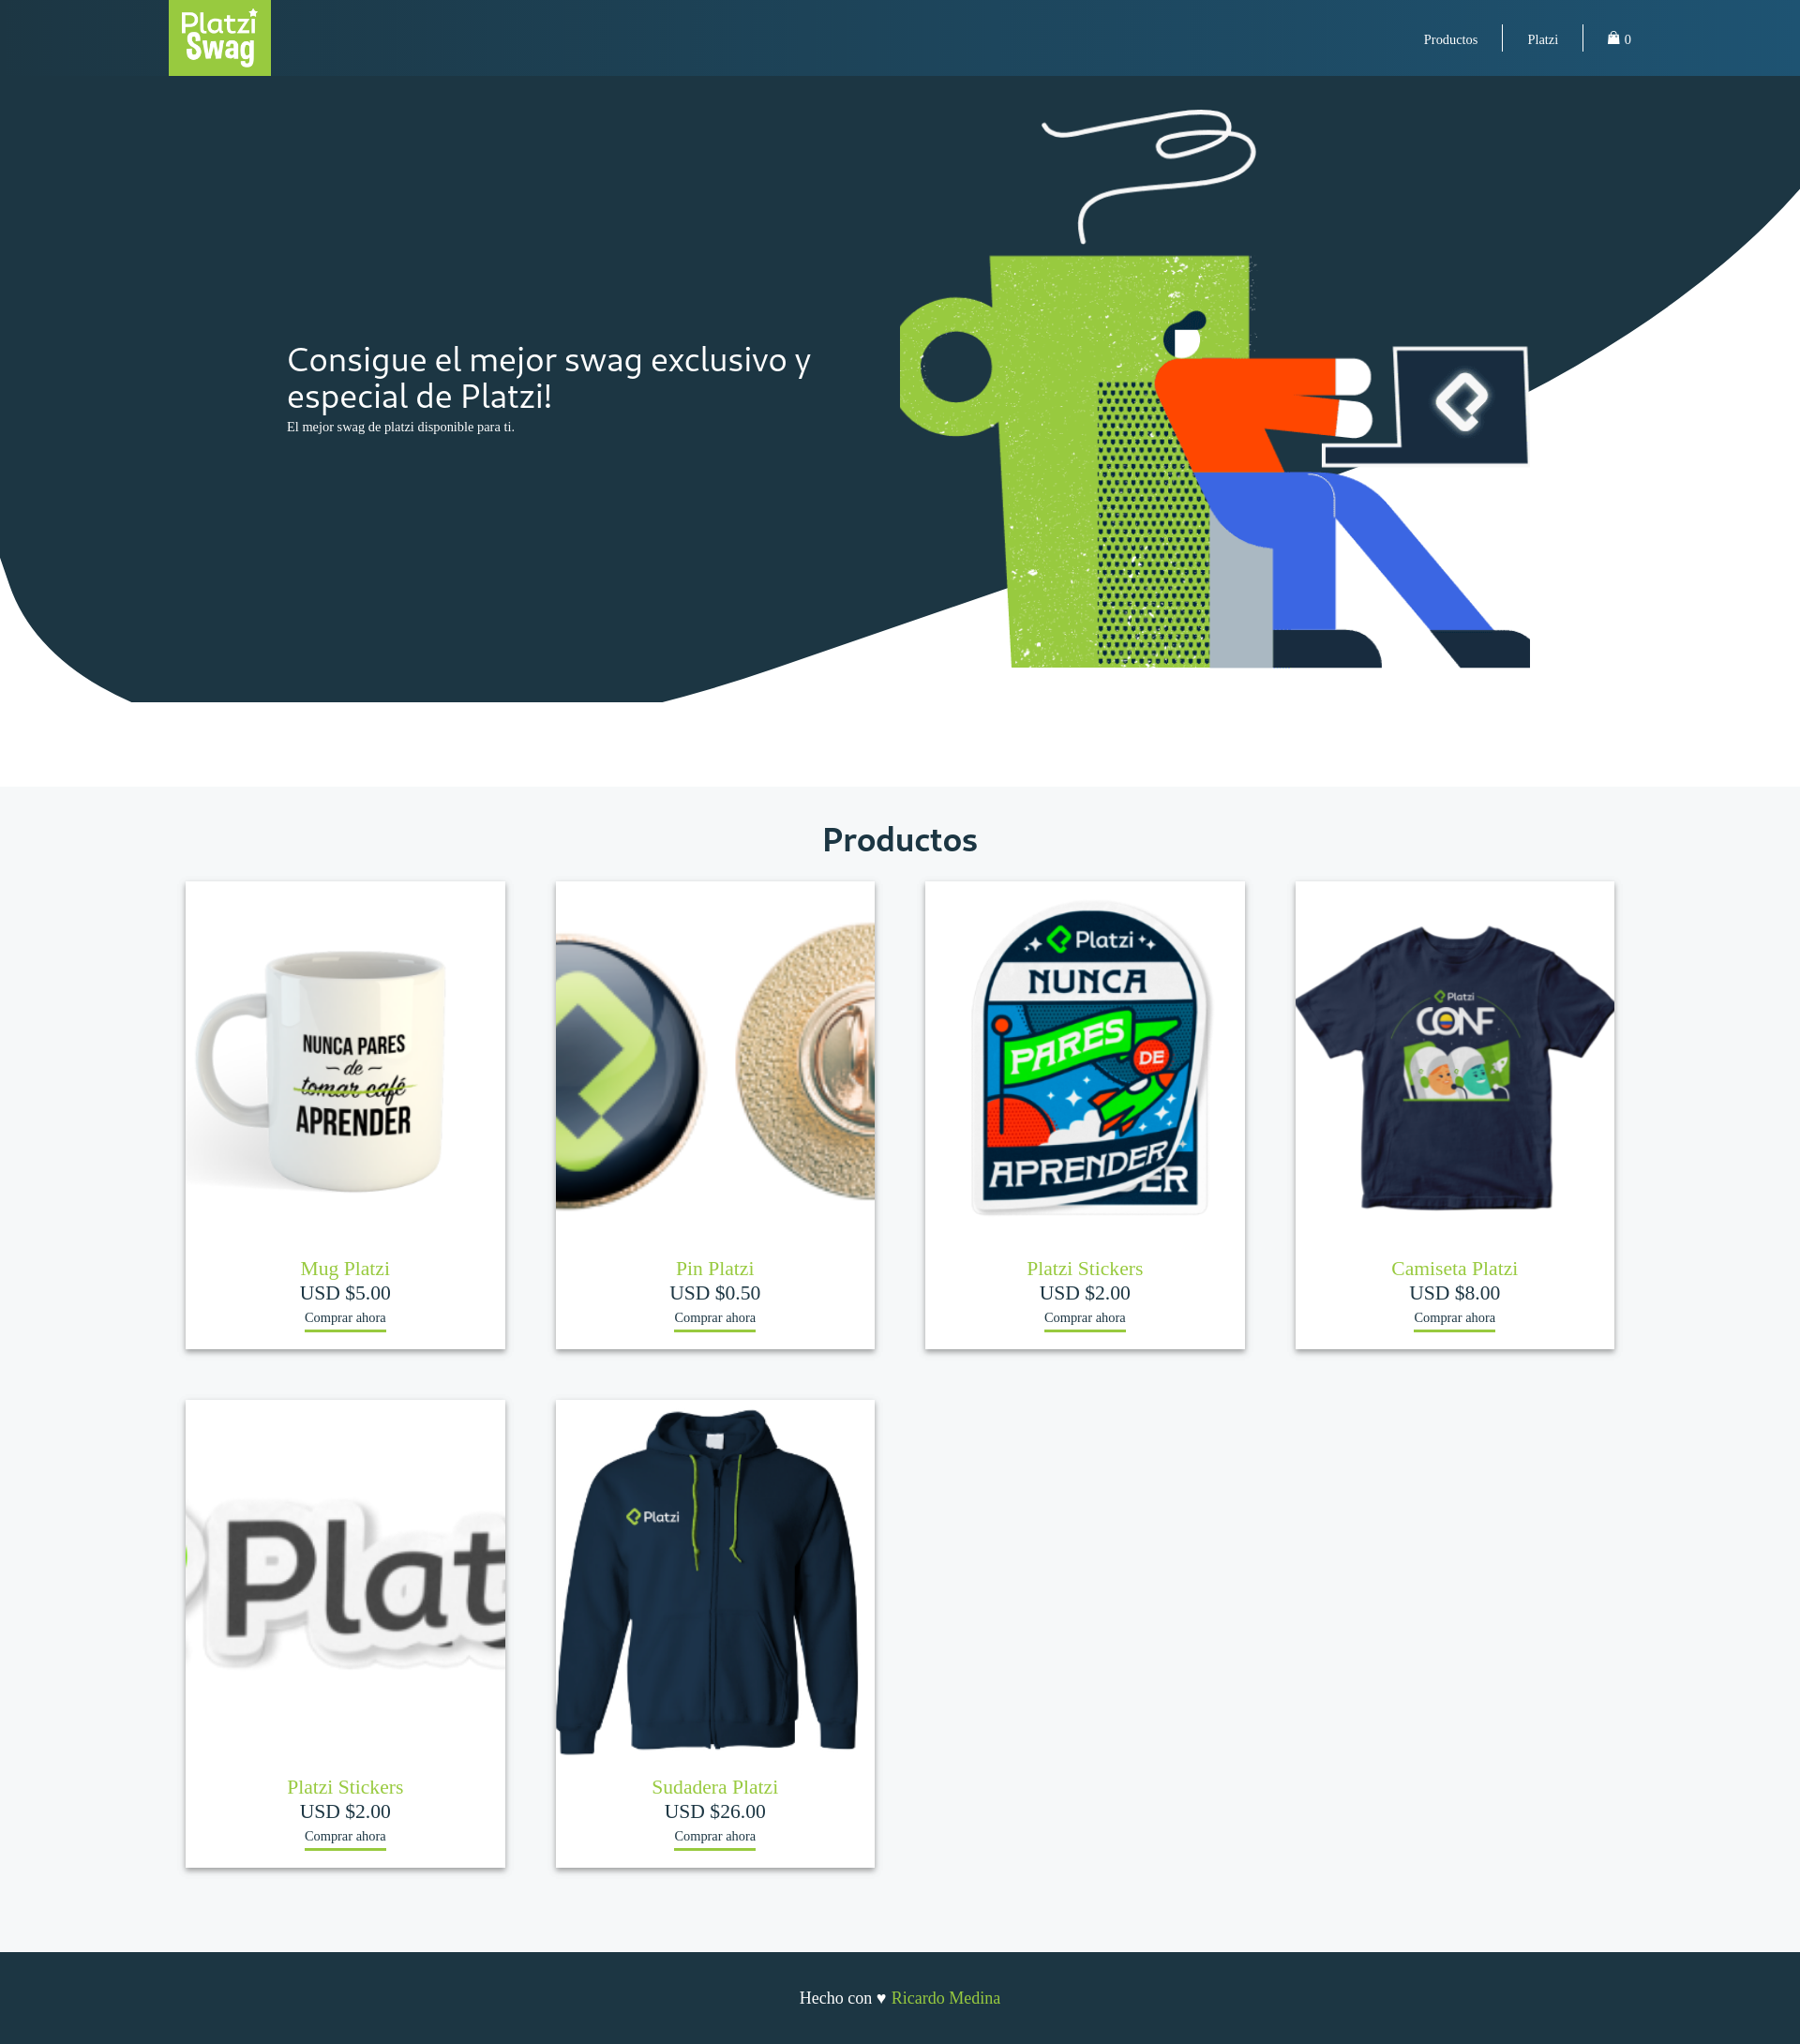 Platzi
Swag
Productos
Platzi
0
Consigue el mejor swag exclusivo y
especial de Platzi!
El mejor swag de platzi disponible para ti.
Productos
NUNCA PARES
de
tomar café
APRENDER
Mug Platzi
USD $5.00
Comprar ahora
Pin Platzi
USD $0.50
Comprar ahora
Platzi
NUNCA
PARES
DE
APRENDER
ER
Platzi Stickers
USD $2.00
Comprar ahora
Platzi
CONF
Camiseta Platzi
USD $8.00
Comprar ahora
Plat
Platzi Stickers
USD $2.00
Comprar ahora
Platzi
Sudadera Platzi
USD $26.00
Comprar ahora
Hecho con ♥ Ricardo Medina